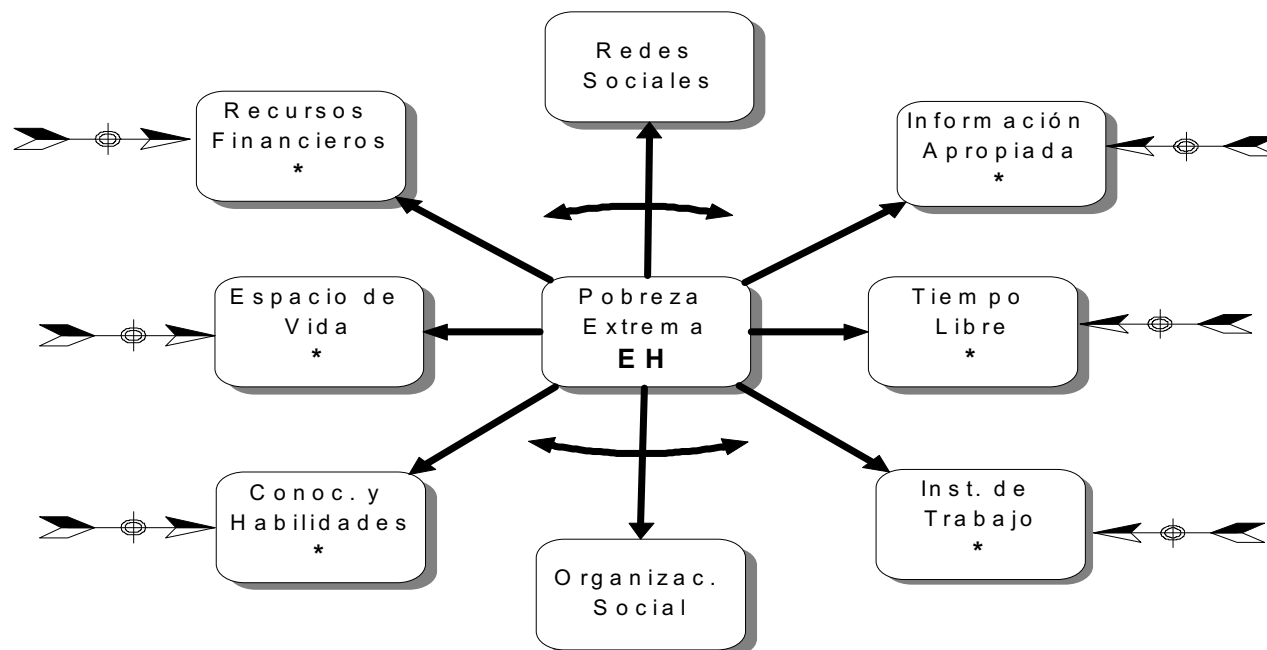 Redes
Sociales
Recursos
Financieros
*
Información
Apropiada
*
Espacio de
Vida
*
Pobreza
Extrema
EH
Tiempo
Libre
*
Conoc. y
Habilidades
*
Inst. de
Trabajo
*
Organizac.
Social